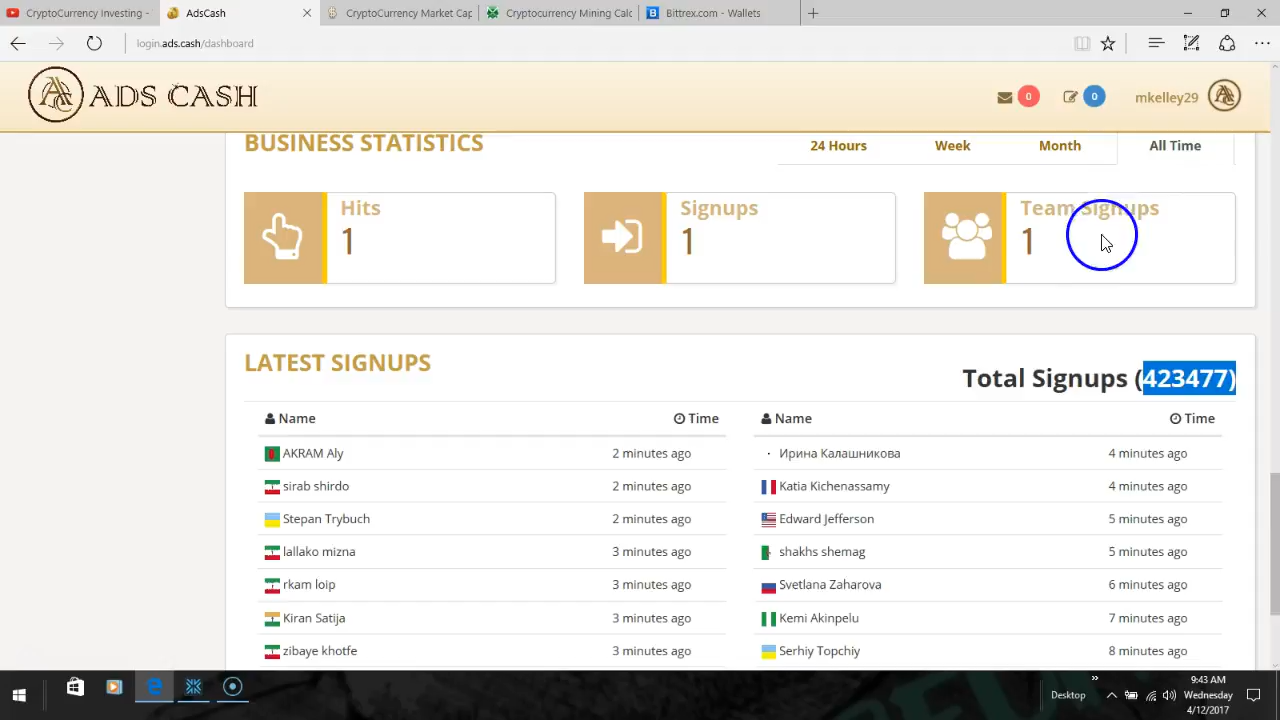 CryptoCurrency Investing -
AdsCash
CryptoCurrency Market Cap
Cryptocurrency Mining Calc
Bittrex.com - Wallets
login.ads.cash/dashboard
ADS CASH
0
0
mkelley29
BUSINESS STATISTICS
24 Hours
Week
Month
All Time
Hits
1
Signups
1
Team Signups
1
LATEST SIGNUPS
Total Signups (423477)
Name Time Name Time
AKRAM Aly 2 minutes ago Ирина Калашникова 4 minutes ago
sirab shirdo 2 minutes ago Katia Kichenassamy 4 minutes ago
Stepan Trybuch 2 minutes ago Edward Jefferson 5 minutes ago
lallako mizna 3 minutes ago shakhs shemag 5 minutes ago
rkam loip 3 minutes ago Svetlana Zaharova 6 minutes ago
Kiran Satija 3 minutes ago Kemi Akinpelu 7 minutes ago
zibaye khotfe 3 minutes ago Serhiy Topchiy 8 minutes ago
Desktop
9:43 AM
Wednesday
4/12/2017